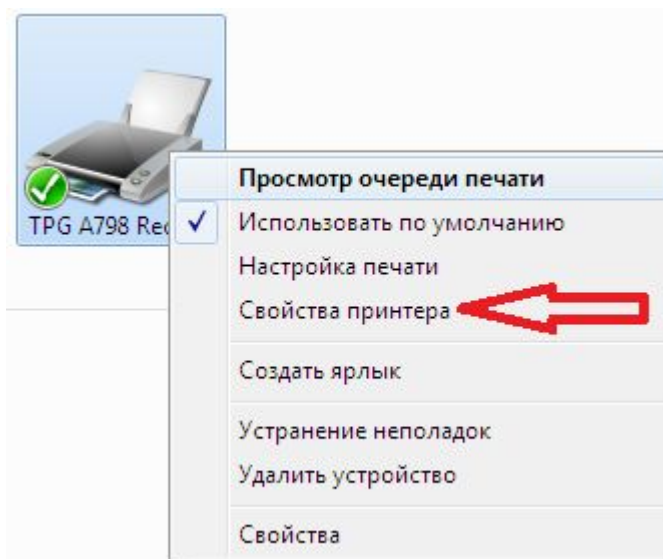 TPG A798 Rec
Просмотр очереди печати
Использовать по умолчанию
Настройка печати
Свойства принтера
Создать ярлык
Устранение неполадок
Удалить устройство
Свойства